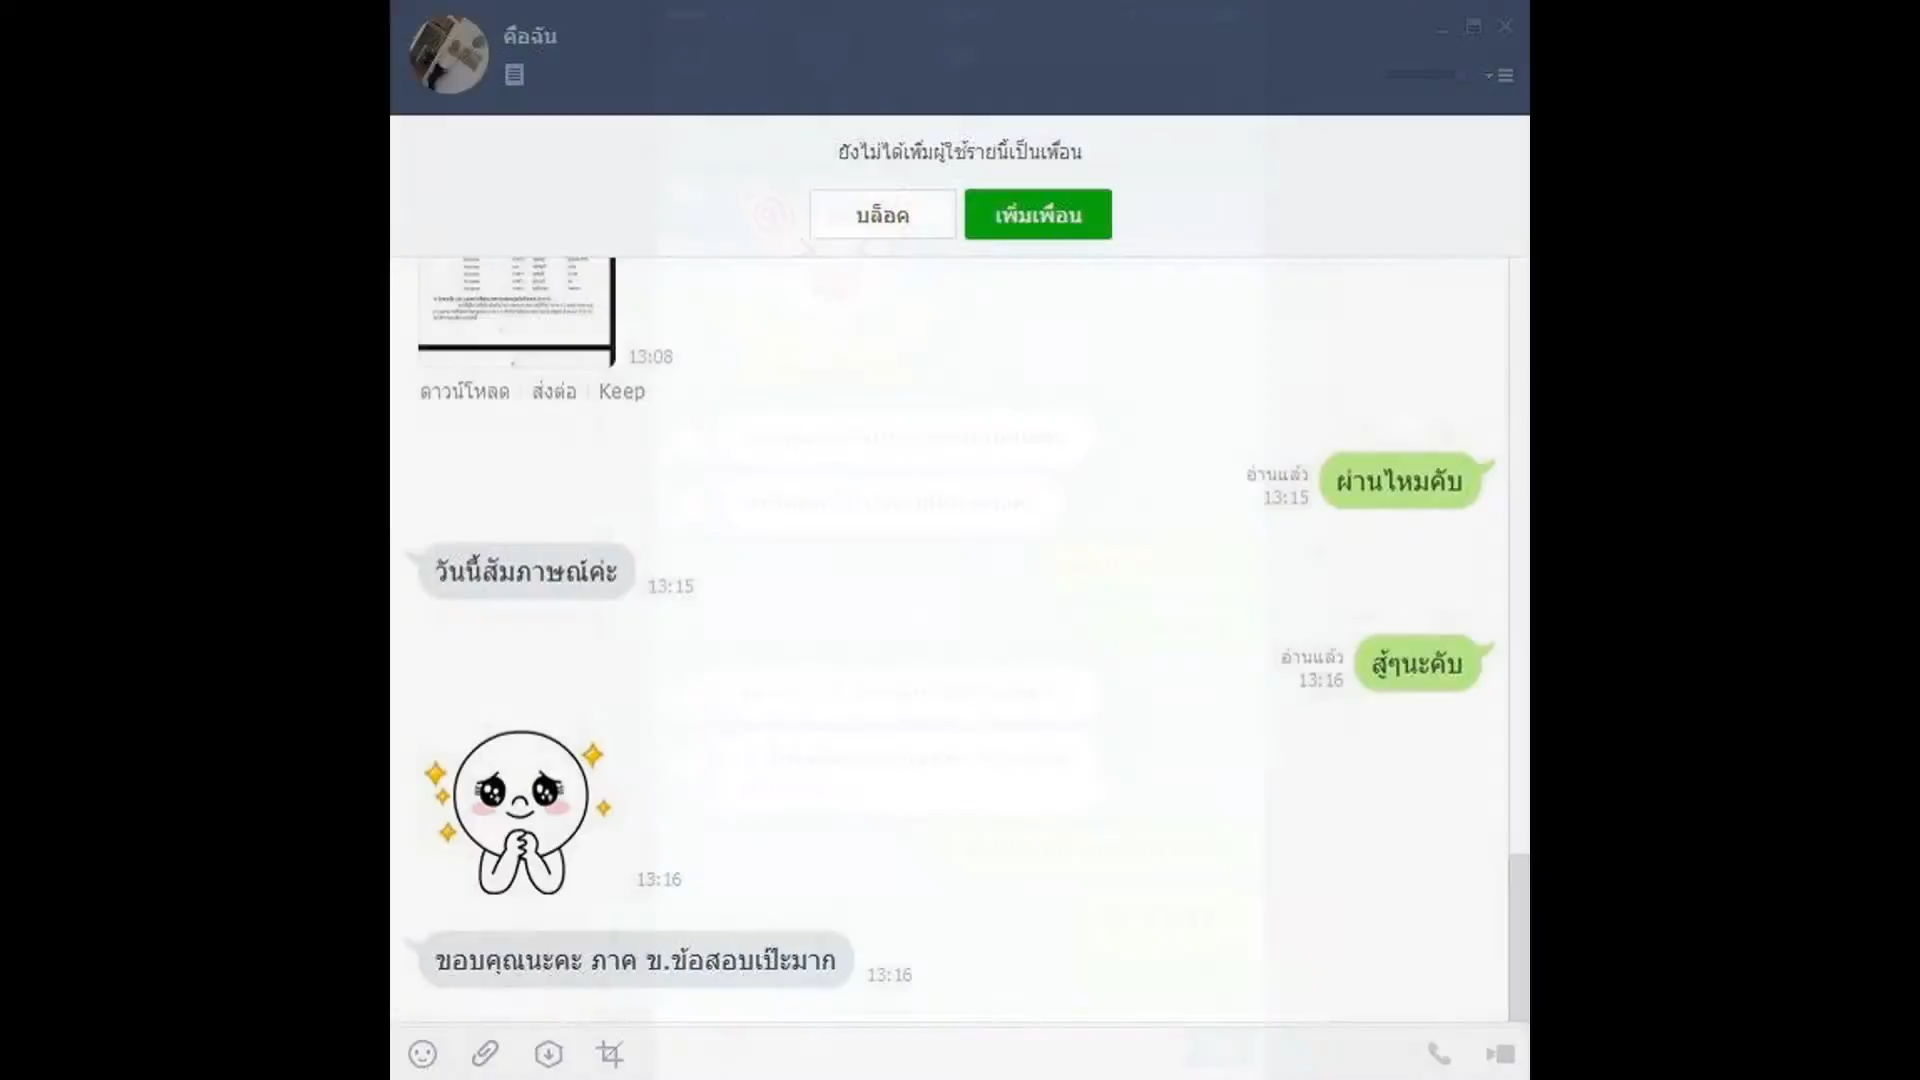 คือฉัน
ยังไม่ได้เพิ่มผู้ใช้รายนี้เป็นเพื่อน
บล็อค
เพิ่มเพื่อน
13:08
ดาวน์โหลด ส่งต่อ Keep
อ่านแล้ว
13:15
ผ่านไหมคับ
วันนี้สัมภาษณ์ค่ะ
13:15
อ่านแล้ว
13:16
สู้ๆนะคับ
13:16
ขอบคุณนะคะ ภาค ข.ข้อสอบเป๊ะมาก
13:16